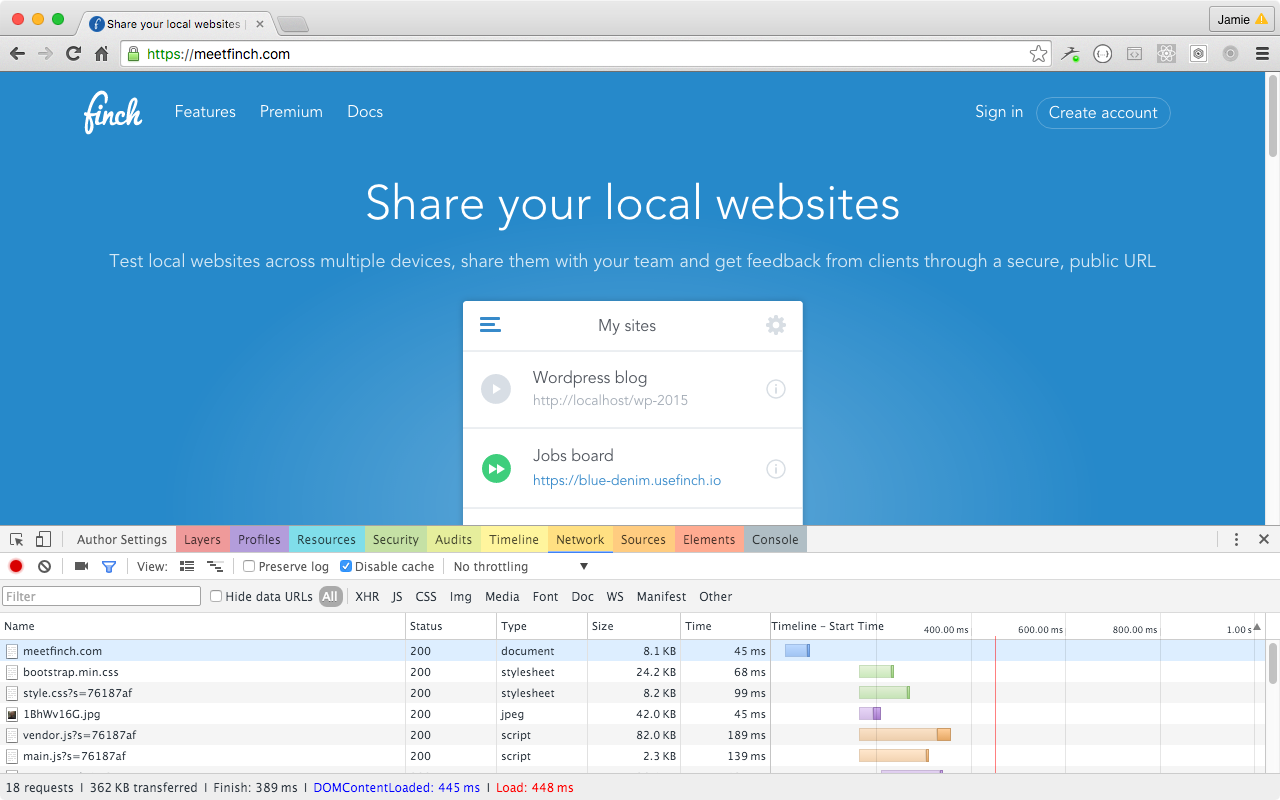 Share your local websites
Jamie
https://meetfinch.com
finch Features Premium Docs Sign in Create account
Share your local websites
Test local websites across multiple devices, share them with your team and get feedback from clients through a secure, public URL
My sites
Wordpress blog
http://localhost/wp-2015
Jobs board
https://blue-denim.usefinch.io
Author Settings Layers Profiles Resources Security Audits Timeline Network Sources Elements Console
View: Preserve log Disable cache No throttling
Filter Hide data URLs All XHR JS CSS Img Media Font Doc WS Manifest Other
Name Status Type Size Time Timeline – Start Time 400.00 ms 600.00 ms 800.00 ms 1.00 s
meetfinch.com 200 document 8.1 KB 45 ms
bootstrap.min.css 200 stylesheet 24.2 KB 68 ms
style.css?s=76187af 200 stylesheet 8.2 KB 99 ms
1BhWv16G.jpg 200 jpeg 42.0 KB 45 ms
vendor.js?s=76187af 200 script 82.0 KB 189 ms
main.js?s=76187af 200 script 2.3 KB 139 ms
18 requests | 362 KB transferred | Finish: 389 ms | DOMContentLoaded: 445 ms | Load: 448 ms